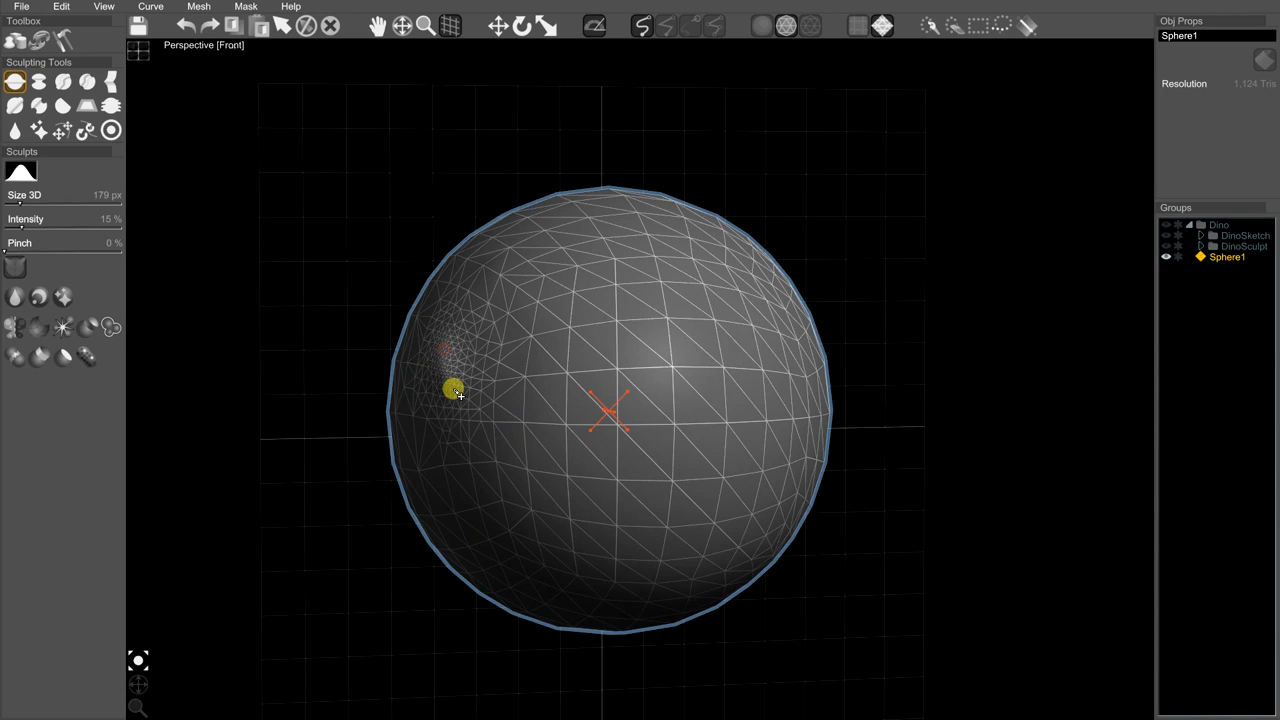 File Edit View Curve Mesh Mask Help
Toolbox
Sculpting Tools
Sculpts
Size 3D 179 px
Intensity 15 %
Pinch 0 %
Perspective [Front]
Obj Props
Sphere1
Resolution 1,124 Tris
Groups
Dino
DinoSketch
DinoSculpt
Sphere1